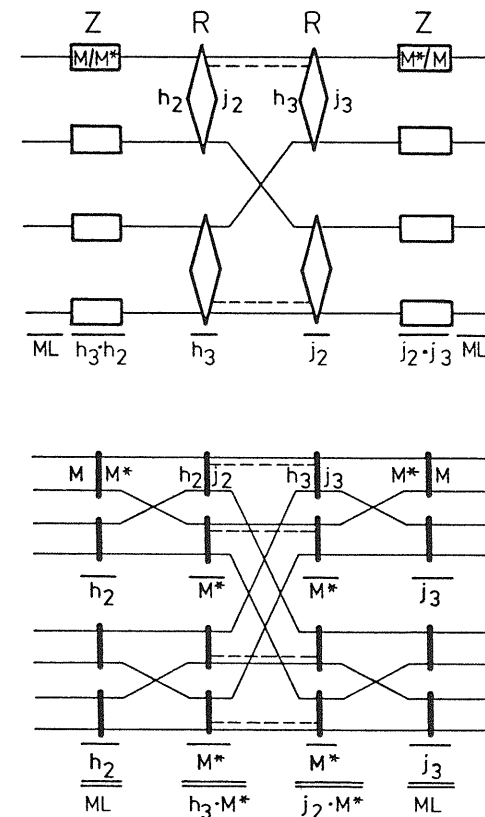 Z R R Z
M/M* M*/M
h₂ j₂ h₃ j₃
ML h₃·h₂ h₃ j₂ j₂·j₃ ML
M M* h₂ j₂ h₃ j₃ M* M
h₂ M* M* j₃
h₂ M* M* j₃
ML h₃·M* j₂·M* ML